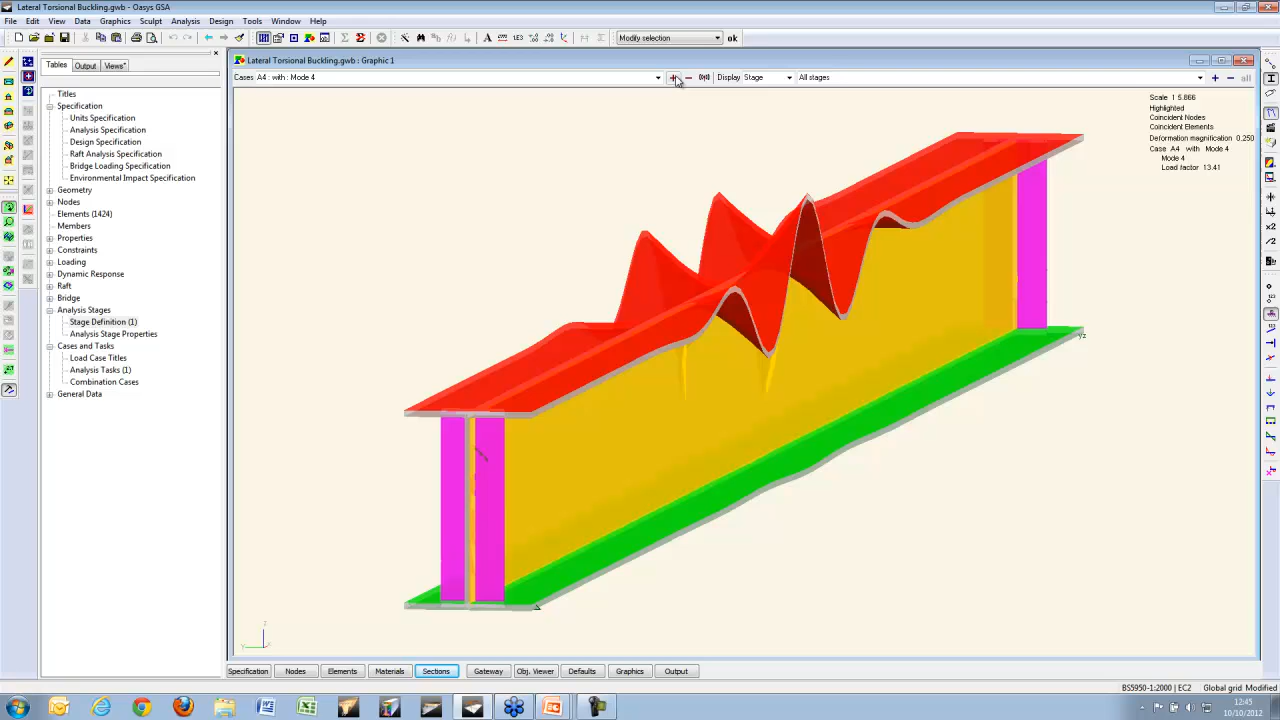 Lateral Torsional Buckling.gwb - Oasys GSA
File Edit View Data Graphics Sculpt Analysis Design Tools Window Help
Modify selection ok
Tables Output Views*
Lateral Torsional Buckling.gwb : Graphic 1
Cases A4 : with : Mode 4 Display Stage All stages all
Titles
Specification
Units Specification
Analysis Specification
Design Specification
Raft Analysis Specification
Bridge Loading Specification
Environmental Impact Specification
Geometry
Nodes
Elements (1424)
Members
Properties
Constraints
Loading
Dynamic Response
Raft
Bridge
Analysis Stages
Stage Definition (1)
Analysis Stage Properties
Cases and Tasks
Load Case Titles
Analysis Tasks (1)
Combination Cases
General Data
Scale 1 5.866
Highlighted
Coincident Nodes
Coincident Elements
Deformation magnification 0.250
Case A4 with Mode 4
Mode 4
Load factor 13.41
yz
z
Specification Nodes Elements Materials Sections Gateway Obj. Viewer Defaults Graphics Output
BS5950-1:2000 EC2 Global grid Modified
12:45
10/10/2012